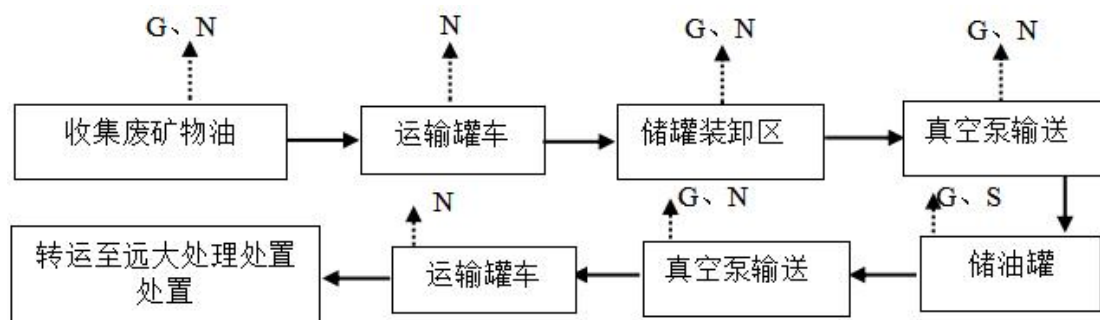 G、N
N
G、N
G、N
收集废矿物油
运输罐车
储罐装卸区
真空泵输送
N
G、N
G、S
转运至远大处理处置
处置
运输罐车
真空泵输送
储油罐